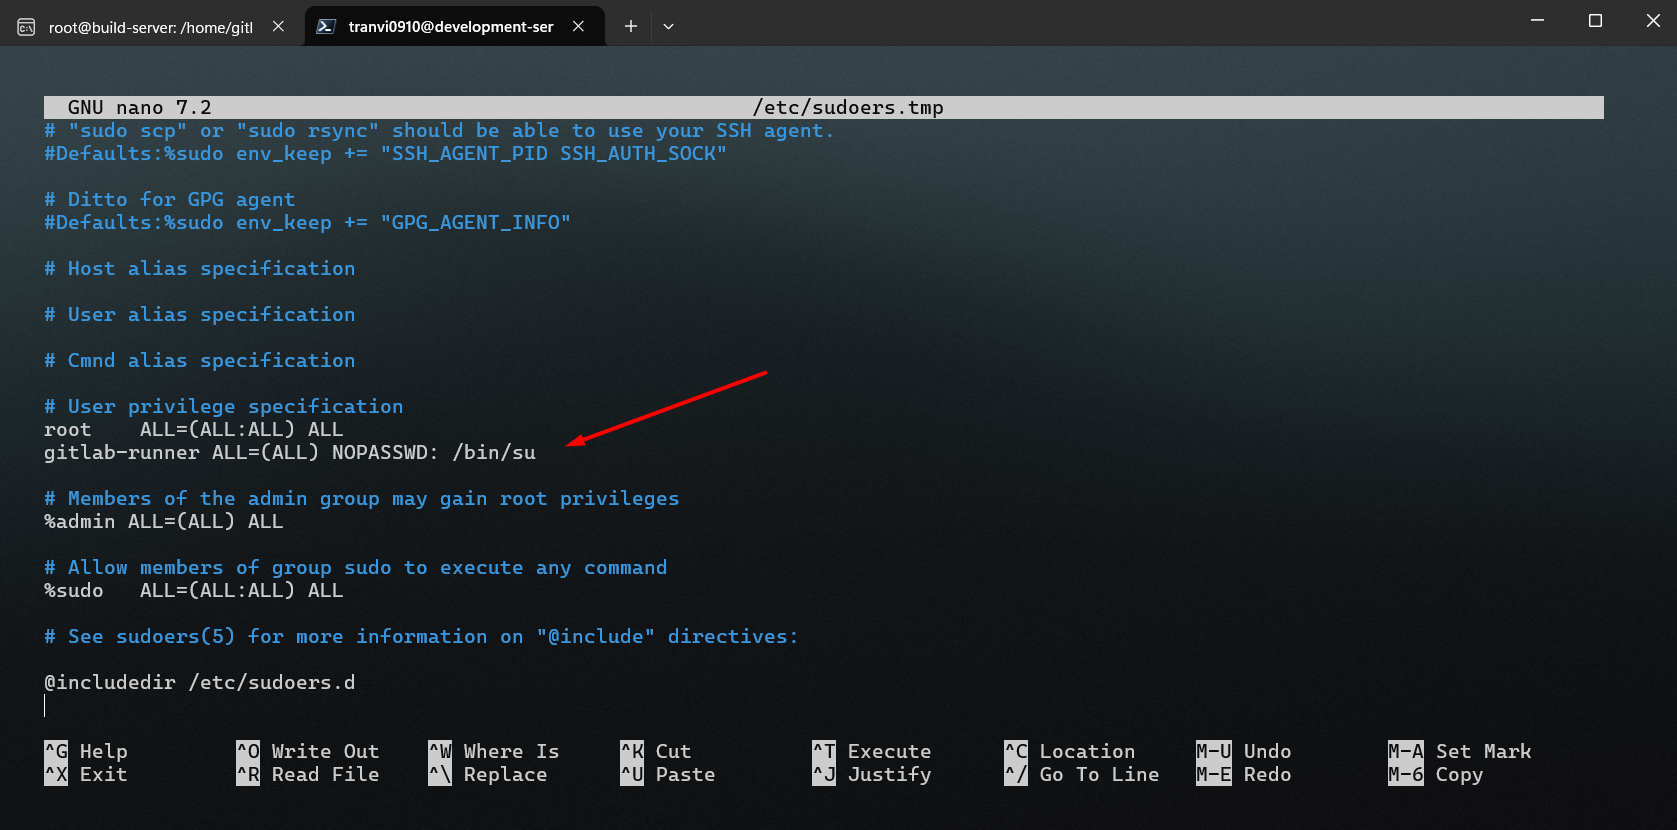 root@build-server: /home/gitl
tranvi0910@development-ser
GNU nano 7.2 /etc/sudoers.tmp
# "sudo scp" or "sudo rsync" should be able to use your SSH agent.
#Defaults:%sudo env_keep += "SSH_AGENT_PID SSH_AUTH_SOCK"
# Ditto for GPG agent
#Defaults:%sudo env_keep += "GPG_AGENT_INFO"
# Host alias specification
# User alias specification
# Cmnd alias specification
# User privilege specification
root    ALL=(ALL:ALL) ALL
gitlab-runner ALL=(ALL) NOPASSWD: /bin/su
# Members of the admin group may gain root privileges
%admin ALL=(ALL) ALL
# Allow members of group sudo to execute any command
%sudo   ALL=(ALL:ALL) ALL
# See sudoers(5) for more information on "@include" directives:
@includedir /etc/sudoers.d
^G Help ^O Write Out ^W Where Is ^K Cut ^T Execute ^C Location M-U Undo M-A Set Mark
^X Exit ^R Read File ^\ Replace ^U Paste ^J Justify ^/ Go To Line M-E Redo M-6 Copy